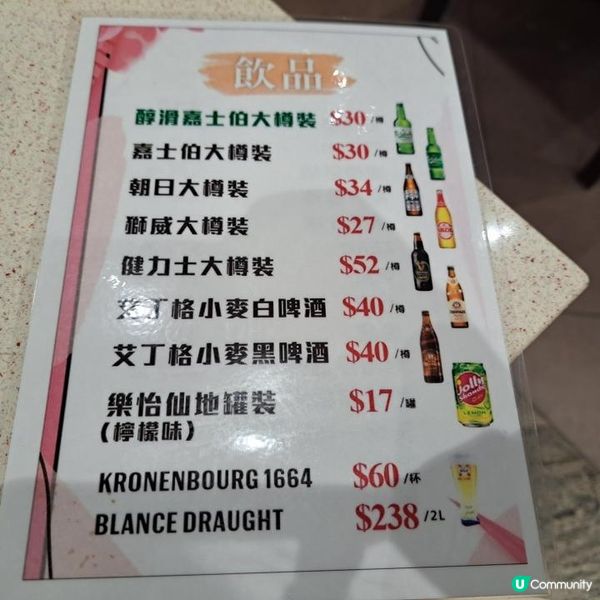 飲品
醇滑嘉士伯大樽裝 $30 /樽
嘉士伯大樽裝 $30 /樽
朝日大樽裝 $34 /樽
獅威大樽裝 $27 /樽
健力士大樽裝 $52 /樽
艾丁格小麥白啤酒 $40 /樽
艾丁格小麥黑啤酒 $40 /樽
樂怡仙地罐裝 $17 /罐
(檸檬味)
Jolly
Shandy
LEMON
KRONENBOURG 1664 $60 /杯
BLANCE DRAUGHT $238 /2L
U Community